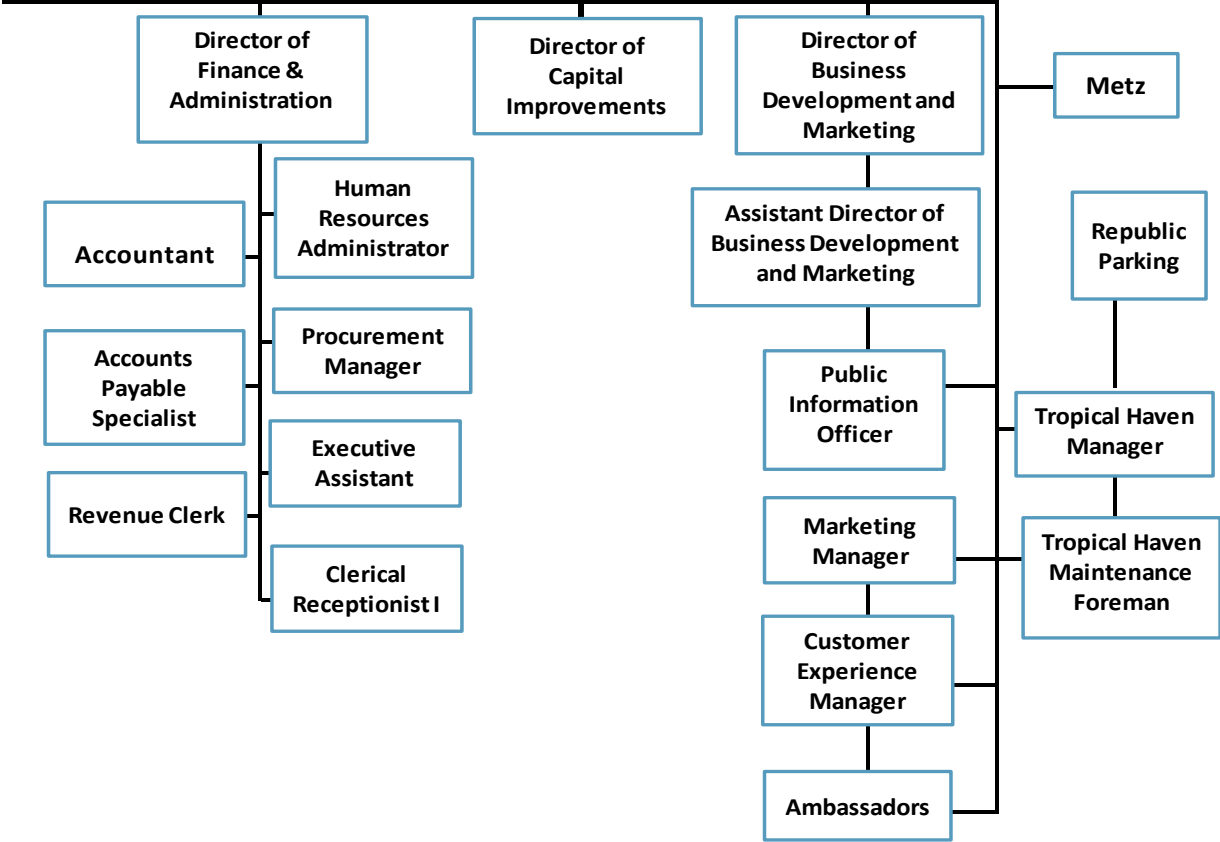 Director of
Finance &
Administration
Director of
Capital
Improvements
Director of
Business
Development and
Marketing
Metz
Human
Resources
Administrator
Accountant
Assistant Director of
Business Development
and Marketing
Republic
Parking
Procurement
Manager
Accounts
Payable
Specialist
Public
Information
Officer
Tropical Haven
Manager
Executive
Assistant
Revenue Clerk
Marketing
Manager
Tropical Haven
Maintenance
Foreman
Clerical
Receptionist I
Customer
Experience
Manager
Ambassadors